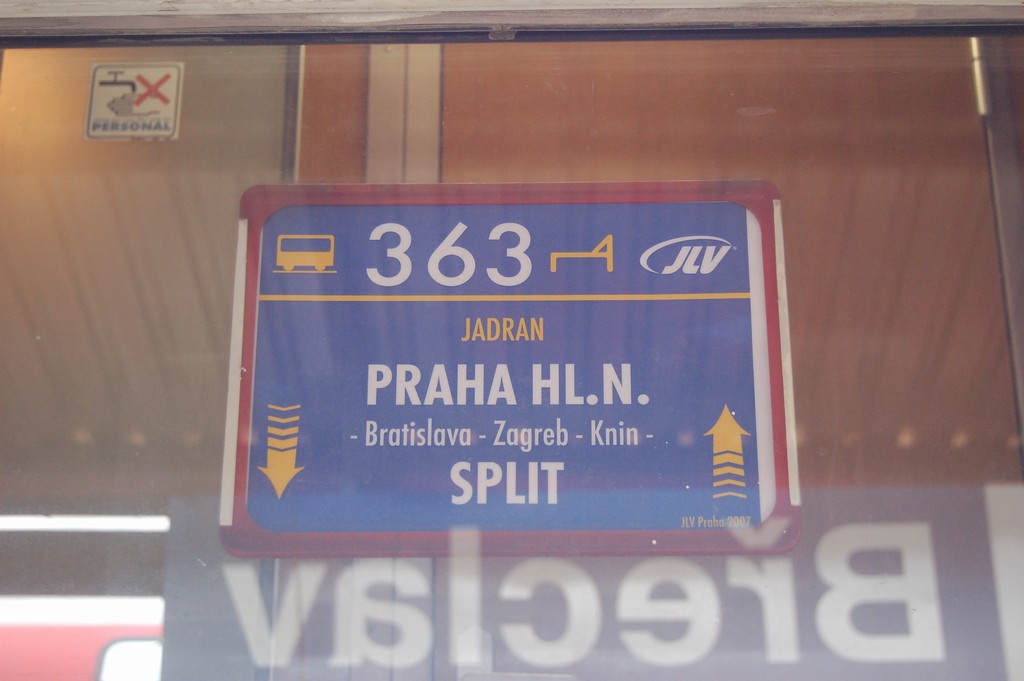 PERSONAL
363 JLV
JADRAN
PRAHA HL.N.
- Bratislava - Zagreb - Knin -
SPLIT
JLV Praha 2007
Břeclav